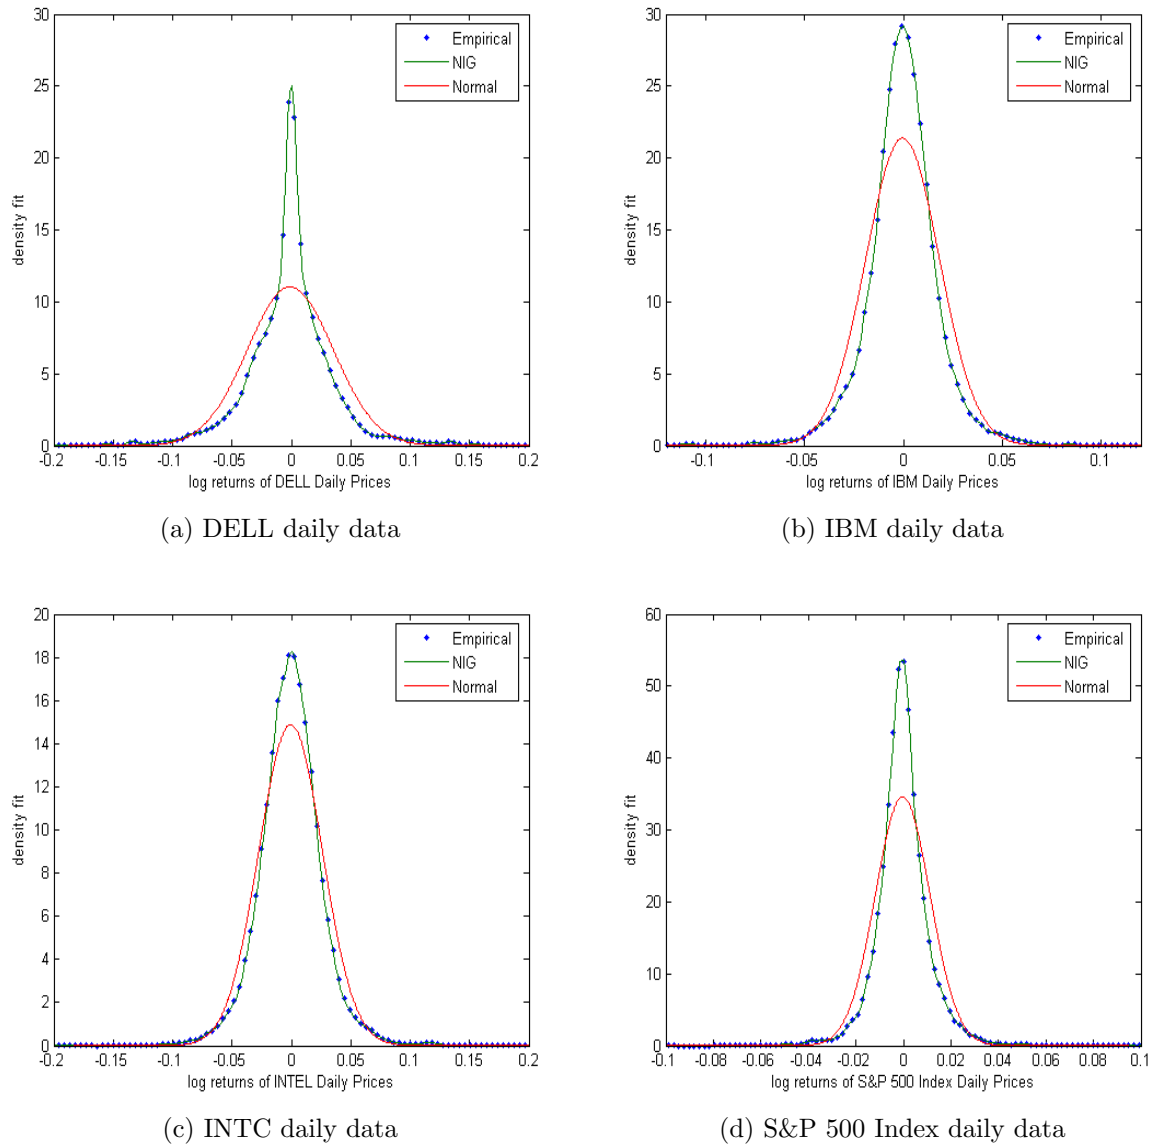 30
25
20
15
10
5
0
density fit
-0.2 -0.15 -0.1 -0.05 0 0.05 0.1 0.15 0.2
log returns of DELL Daily Prices
Empirical
NIG
Normal
(a) DELL daily data
30
25
20
15
10
5
0
density fit
-0.1 -0.05 0 0.05 0.1
log returns of IBM Daily Prices
Empirical
NIG
Normal
(b) IBM daily data
20
18
16
14
12
10
8
6
4
2
0
density fit
-0.2 -0.15 -0.1 -0.05 0 0.05 0.1 0.15 0.2
log returns of INTEL Daily Prices
Empirical
NIG
Normal
(c) INTC daily data
60
50
40
30
20
10
0
density fit
-0.1 -0.08 -0.06 -0.04 -0.02 0 0.02 0.04 0.06 0.08 0.1
log returns of S&P 500 Index Daily Prices
Empirical
NIG
Normal
(d) S&P 500 Index daily data